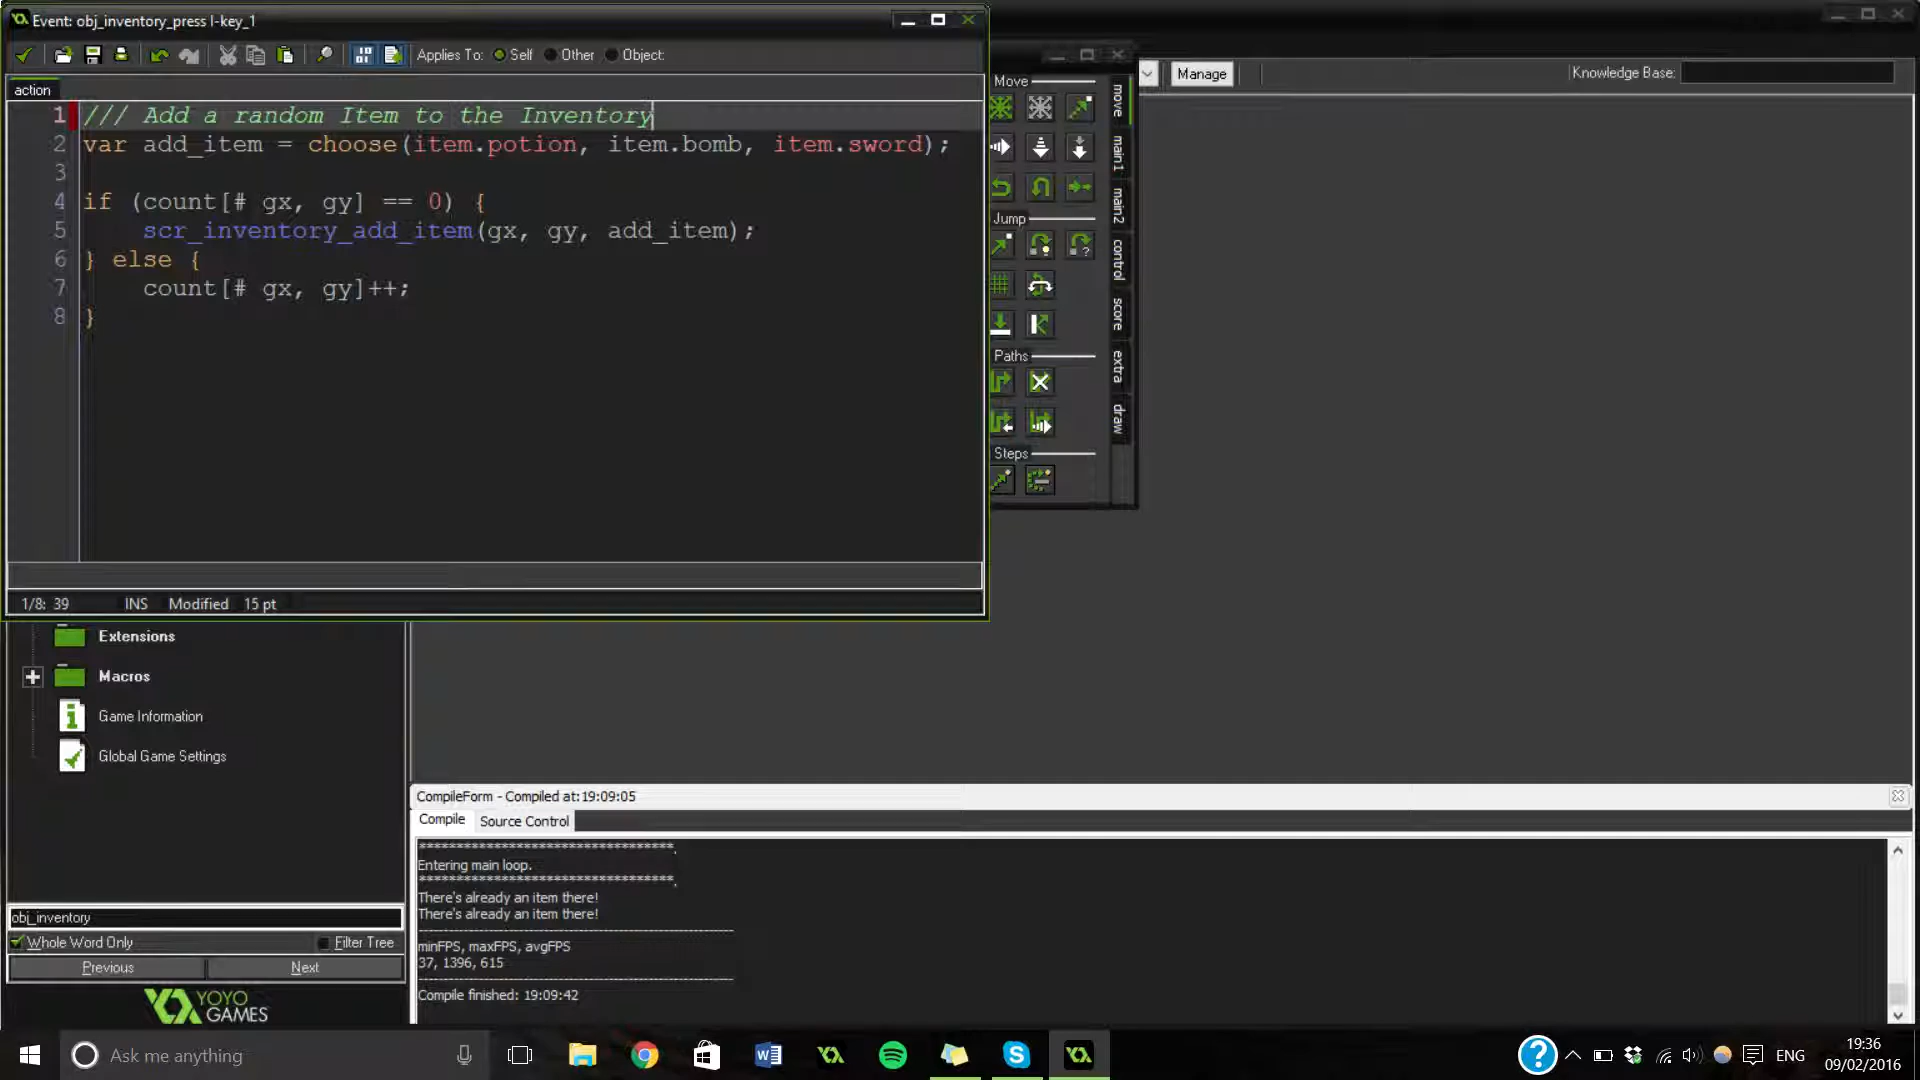 Event: obj_inventory_press I-key_1
Applies To: Self Other Object:
action
1 /// Add a random Item to the Inventory
2 var add_item = choose(item.potion, item.bomb, item.sword);
3
4 if (count[# gx, gy] == 0) {
5 scr_inventory_add_item(gx, gy, add_item);
6 } else {
7 count[# gx, gy]++;
8 }
1/8: 39 INS Modified 15 pt
Move
Jump
Paths
Steps
move
main1
main2
control
score
extra
draw
Manage
Knowledge Base:
Extensions
Macros
Game Information
Global Game Settings
obj_inventory
Whole Word Only Filter Tree
Previous Next
YOYO
GAMES
CompileForm - Compiled at:19:09:05
Compile Source Control
**********************************.
Entering main loop.
**********************************.
There's already an item there!
There's already an item there!
minFPS, maxFPS, avgFPS
37, 1396, 615
Compile finished: 19:09:42
Ask me anything
ENG
19:36
09/02/2016